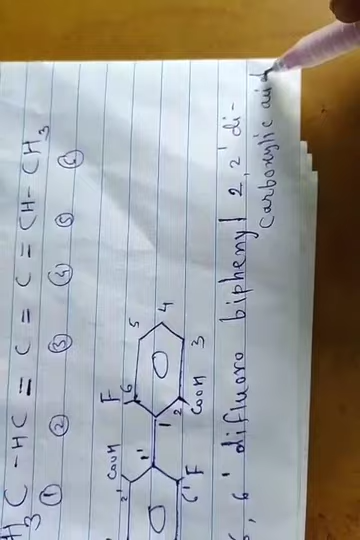 H₃C - HC = C = C = CH - CH₃
① ② ③ ④ ⑤ ⑥
COOH F
2' 1' 6 5
1 4
6' F 2 3
COOH
6, 6' difluoro biphenyl 2,2' di-
Carboxylic acid